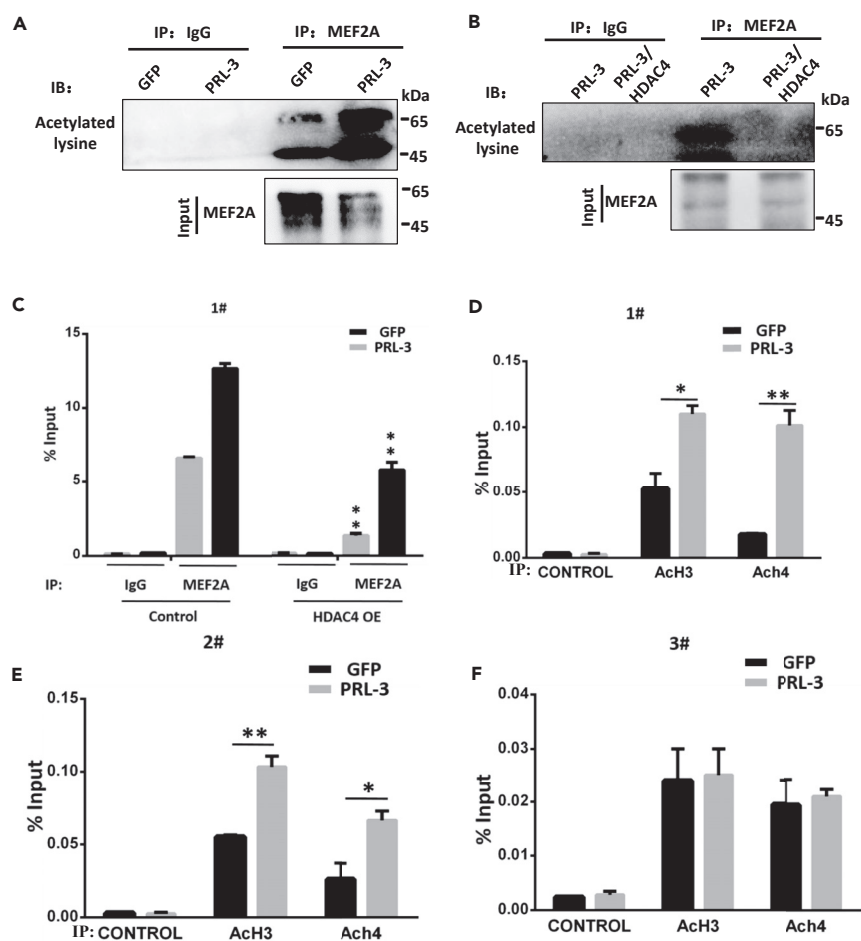 A
IP： IgG
IP： MEF2A
IB：
GFP
PRL-3
GFP
PRL-3
kDa
Acetylated
lysine
65
45
Input
MEF2A
65
45
B
IP： IgG
IP： MEF2A
IB：
PRL-3
PRL-3/
HDAC4
PRL-3
PRL-3/
HDAC4
kDa
Acetylated
lysine
65
Input
MEF2A
45
C
1#
GFP
PRL-3
% Input
15
10
5
0
**
**
IP:
IgG
MEF2A
IgG
MEF2A
Control
HDAC4 OE
D
1#
GFP
PRL-3
% Input
0.15
0.10
0.05
0.00
*
**
IP:
CONTROL
AcH3
Ach4
E
2#
GFP
PRL-3
% Input
0.15
0.10
0.05
0.00
**
*
IP:
CONTROL
AcH3
Ach4
F
3#
GFP
PRL-3
% Input
0.04
0.03
0.02
0.01
0.00
CONTROL
AcH3
Ach4